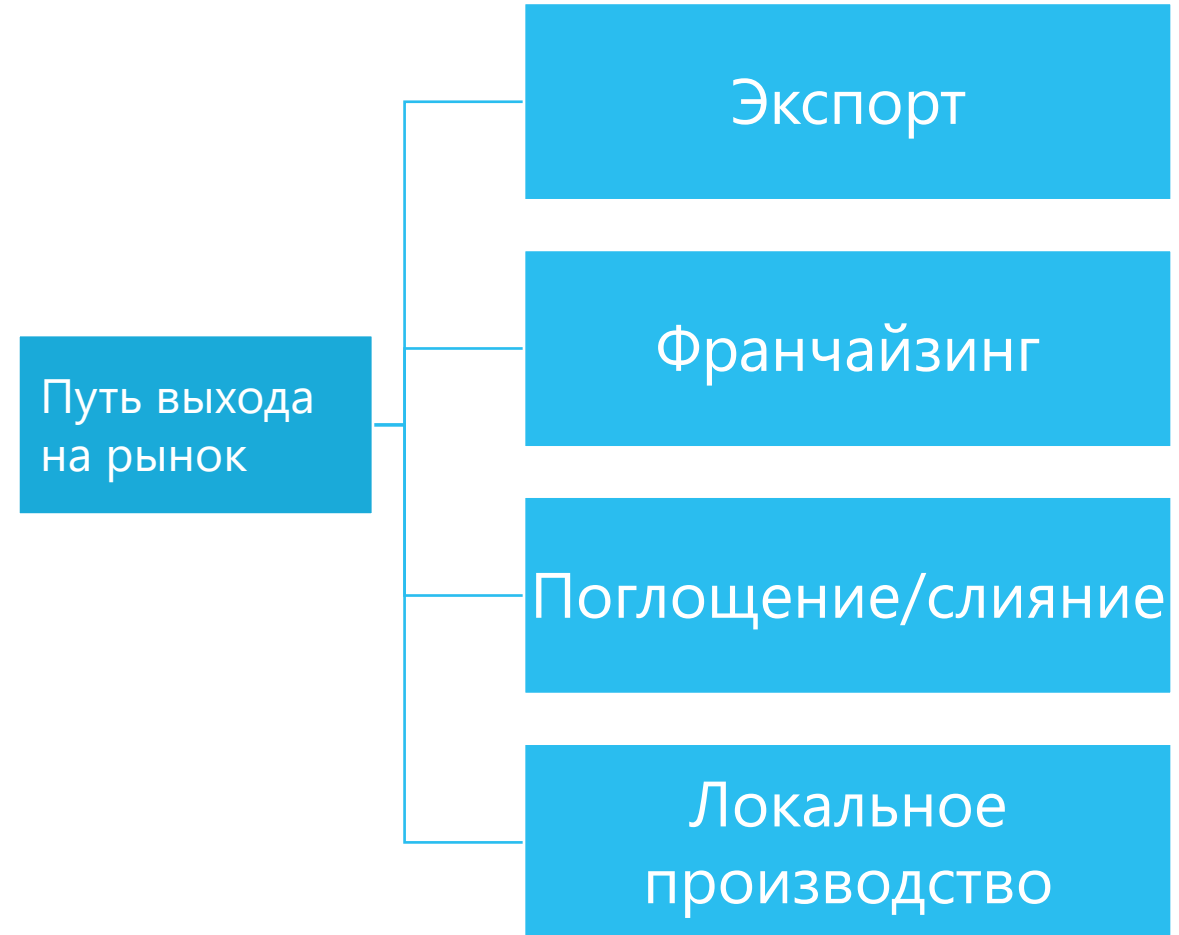 Экспорт
Франчайзинг
Путь выхода
на рынок
Поглощение/слияние
Локальное
производство